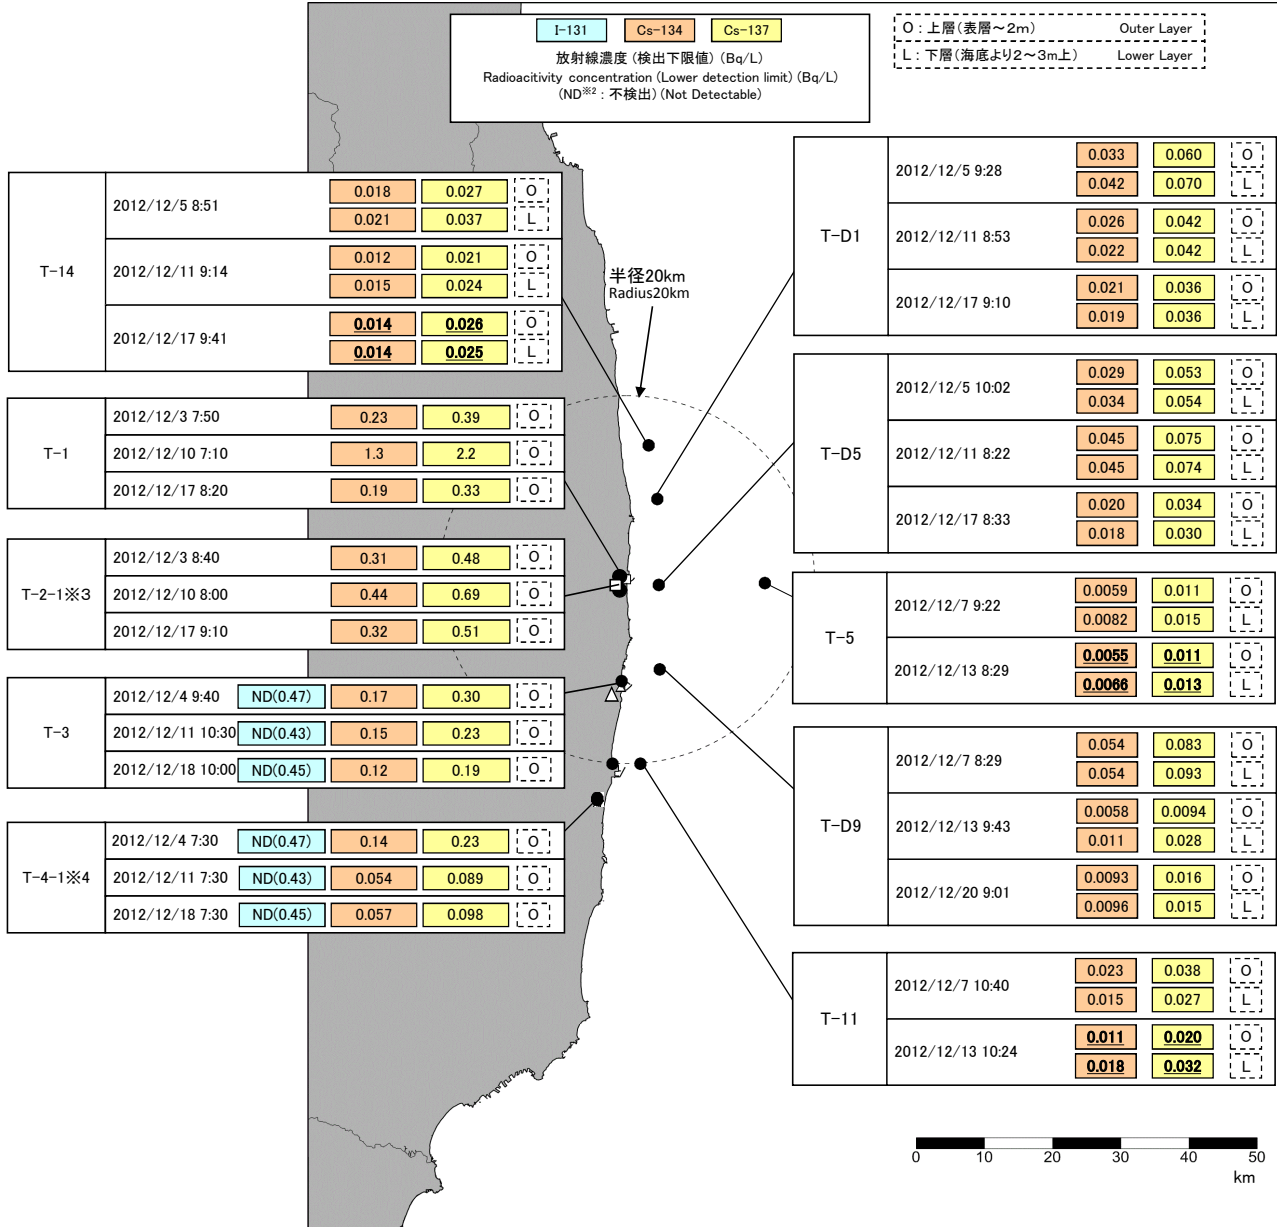 I-131 Cs-134 Cs-137
放射線濃度 (検出下限値) (Bq/L)
Radioacitivity concentration (Lower detection limit) (Bq/L)
(ND※2 : 不検出) (Not Detectable)
O : 上層(表層～2m) Outer Layer
L : 下層(海底より2～3m上) Lower Layer
T-14
2012/12/5 8:51 0.018 0.027 O
0.021 0.037 L
2012/12/11 9:14 0.012 0.021 O
0.015 0.024 L
2012/12/17 9:41 0.014 0.026 O
0.014 0.025 L
T-1
2012/12/3 7:50 0.23 0.39 O
2012/12/10 7:10 1.3 2.2 O
2012/12/17 8:20 0.19 0.33 O
T-2-1※3
2012/12/3 8:40 0.31 0.48 O
2012/12/10 8:00 0.44 0.69 O
2012/12/17 9:10 0.32 0.51 O
T-3
2012/12/4 9:40 ND(0.47) 0.17 0.30 O
2012/12/11 10:30 ND(0.43) 0.15 0.23 O
2012/12/18 10:00 ND(0.45) 0.12 0.19 O
T-4-1※4
2012/12/4 7:30 ND(0.47) 0.14 0.23 O
2012/12/11 7:30 ND(0.43) 0.054 0.089 O
2012/12/18 7:30 ND(0.45) 0.057 0.098 O
半径20km
Radius20km
T-D1
2012/12/5 9:28 0.033 0.060 O
0.042 0.070 L
2012/12/11 8:53 0.026 0.042 O
0.022 0.042 L
2012/12/17 9:10 0.021 0.036 O
0.019 0.036 L
T-D5
2012/12/5 10:02 0.029 0.053 O
0.034 0.054 L
2012/12/11 8:22 0.045 0.075 O
0.045 0.074 L
2012/12/17 8:33 0.020 0.034 O
0.018 0.030 L
T-5
2012/12/7 9:22 0.0059 0.011 O
0.0082 0.015 L
2012/12/13 8:29 0.0055 0.011 O
0.0066 0.013 L
T-D9
2012/12/7 8:29 0.054 0.083 O
0.054 0.093 L
2012/12/13 9:43 0.0058 0.0094 O
0.011 0.028 L
2012/12/20 9:01 0.0093 0.016 O
0.0096 0.015 L
T-11
2012/12/7 10:40 0.023 0.038 O
0.015 0.027 L
2012/12/13 10:24 0.011 0.020 O
0.018 0.032 L
0 10 20 30 40 50
km